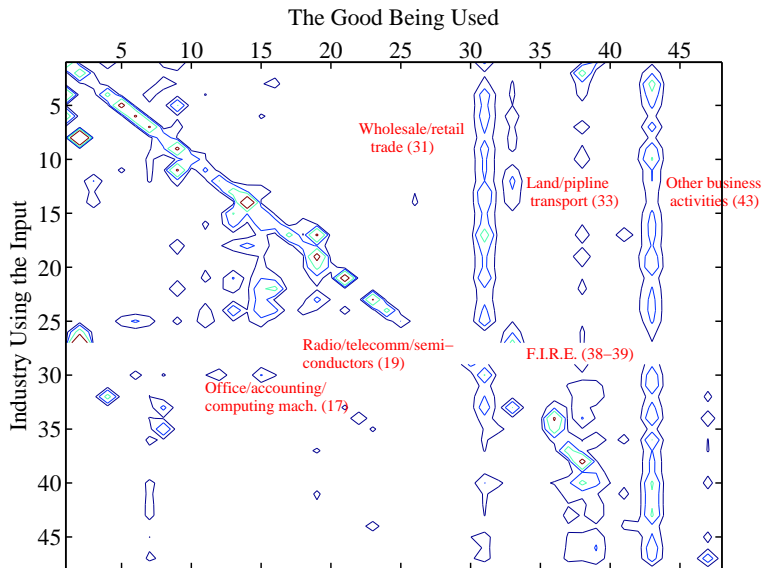 The Good Being Used
5 10 15 20 25 30 35 40 45
Industry Using the Input
5
10
15
20
25
30
35
40
45
Wholesale/retail
trade (31)
Land/pipline
transport (33)
Other business
activities (43)
Radio/telecomm/semi–
conductors (19)
F.I.R.E. (38–39)
Office/accounting/
computing mach. (17)